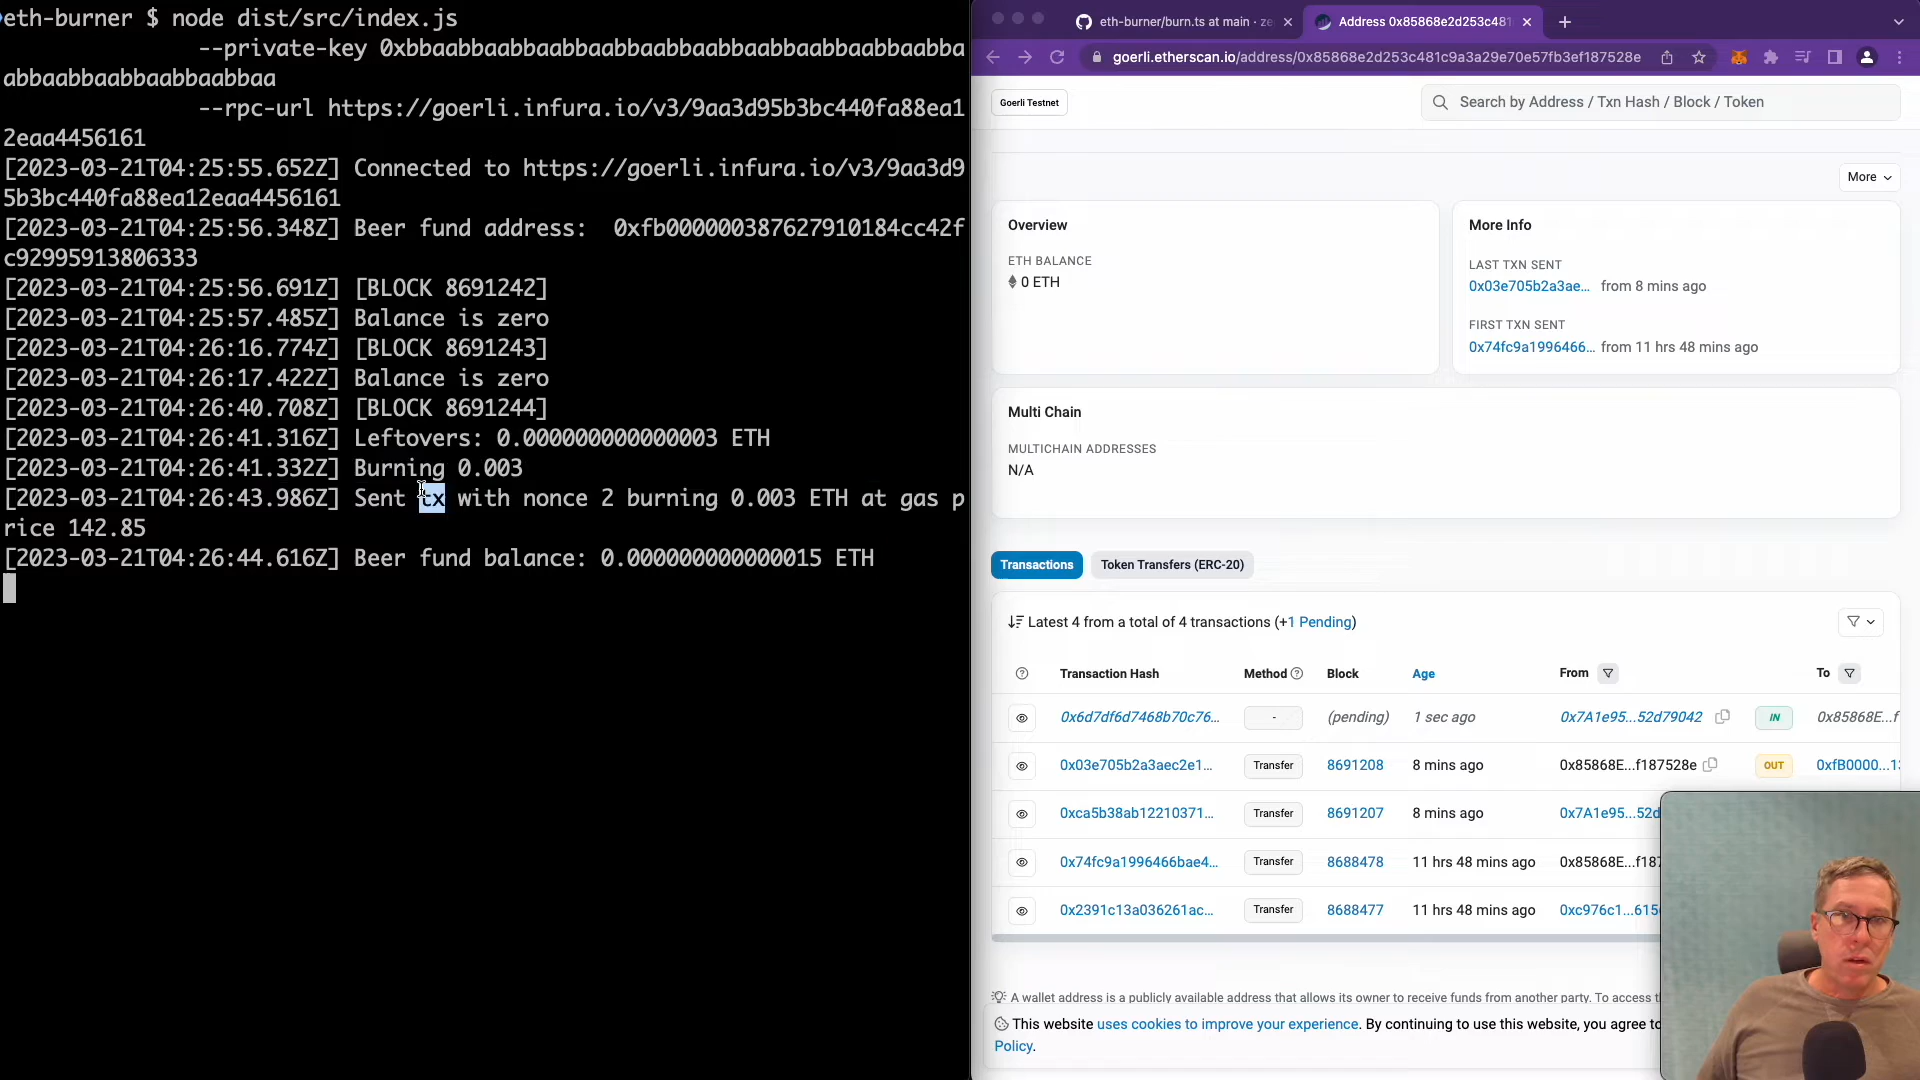 eth-burner $ node dist/src/index.js
--private-key 0xbbaabbaabbaabbaabbaabbaabbaabbaabbaabbaabba
abbaabbaabbaabbaabbaa
--rpc-url https://goerli.infura.io/v3/9aa3d95b3bc440fa88ea1
2eaa4456161
[2023-03-21T04:25:55.652Z] Connected to https://goerli.infura.io/v3/9aa3d9
5b3bc440fa88ea12eaa4456161
[2023-03-21T04:25:56.348Z] Beer fund address:  0xfb000000387627910184cc42f
c92995913806333
[2023-03-21T04:25:56.691Z] [BLOCK 8691242]
[2023-03-21T04:25:57.485Z] Balance is zero
[2023-03-21T04:26:16.774Z] [BLOCK 8691243]
[2023-03-21T04:26:17.422Z] Balance is zero
[2023-03-21T04:26:40.708Z] [BLOCK 8691244]
[2023-03-21T04:26:41.316Z] Leftovers: 0.000000000000003 ETH
[2023-03-21T04:26:41.332Z] Burning 0.003
[2023-03-21T04:26:43.986Z] Sent tx with nonce 2 burning 0.003 ETH at gas p
rice 142.85
[2023-03-21T04:26:44.616Z] Beer fund balance: 0.000000000000015 ETH
eth-burner/burn.ts at main · ze
Address 0x85868e2d253c481
goerli.etherscan.io/address/0x85868e2d253c481c9a3a29e70e57fb3ef187528e
Goerli Testnet
Search by Address / Txn Hash / Block / Token
More
Overview
ETH BALANCE
0 ETH
More Info
LAST TXN SENT
0x03e705b2a3ae... from 8 mins ago
FIRST TXN SENT
0x74fc9a1996466... from 11 hrs 48 mins ago
Multi Chain
MULTICHAIN ADDRESSES
N/A
Transactions Token Transfers (ERC-20)
Latest 4 from a total of 4 transactions (+1 Pending)
Transaction Hash Method Block Age From To
0x6d7df6d7468b70c76... - (pending) 1 sec ago 0x7A1e95...52d79042 IN 0x85868E...f
0x03e705b2a3aec2e1... Transfer 8691208 8 mins ago 0x85868E...f187528e OUT 0xfB0000...13
0xca5b38ab12210371... Transfer 8691207 8 mins ago 0x7A1e95...52d
0x74fc9a1996466bae4... Transfer 8688478 11 hrs 48 mins ago 0x85868E...f187
0x2391c13a036261ac... Transfer 8688477 11 hrs 48 mins ago 0xc976c1...615
A wallet address is a publicly available address that allows its owner to receive funds from another party. To access
This website uses cookies to improve your experience. By continuing to use this website, you agree to
Policy.